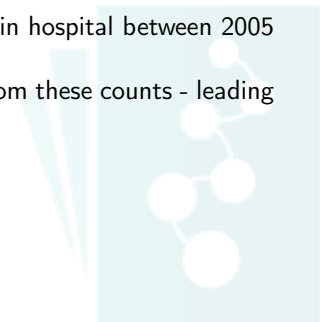 in hospital between 2005
om these counts - leading